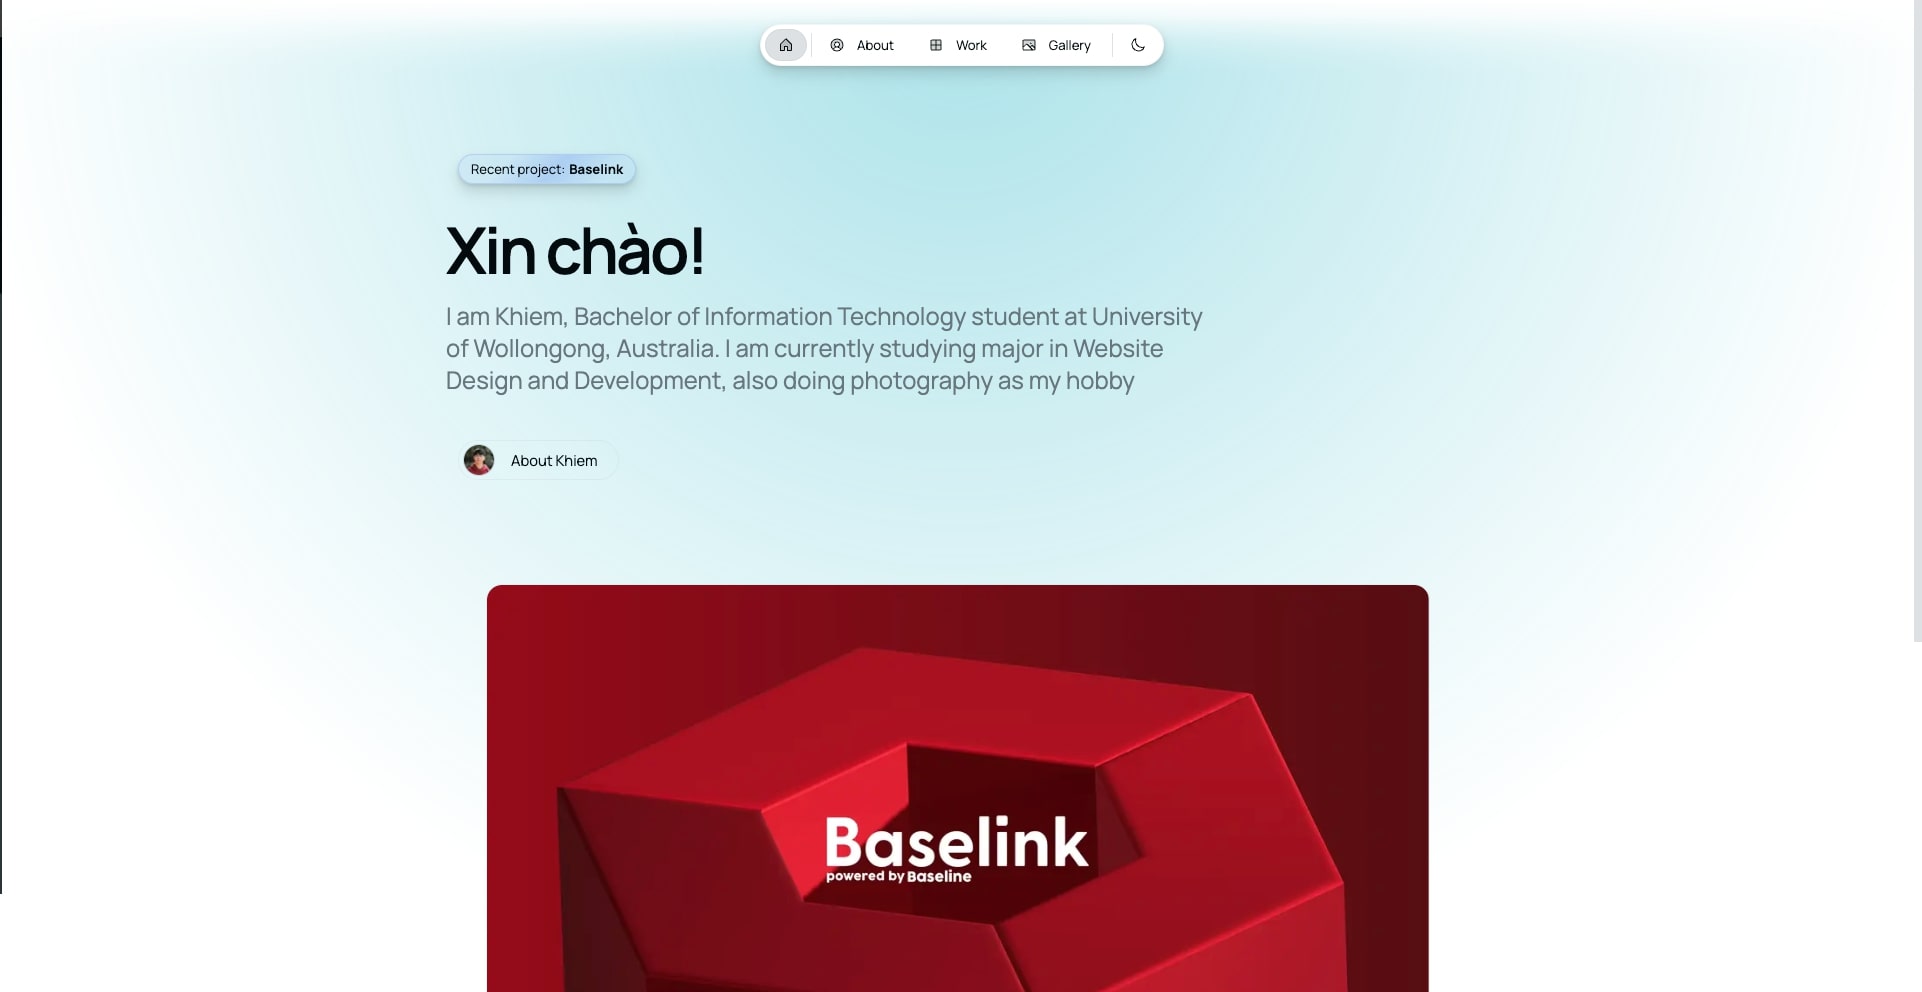 About
Work
Gallery
Recent project: Baselink
Xin chào!
I am Khiem, Bachelor of Information Technology student at University
of Wollongong, Australia. I am currently studying major in Website
Design and Development, also doing photography as my hobby
About Khiem
Baselink
powered by Baseline